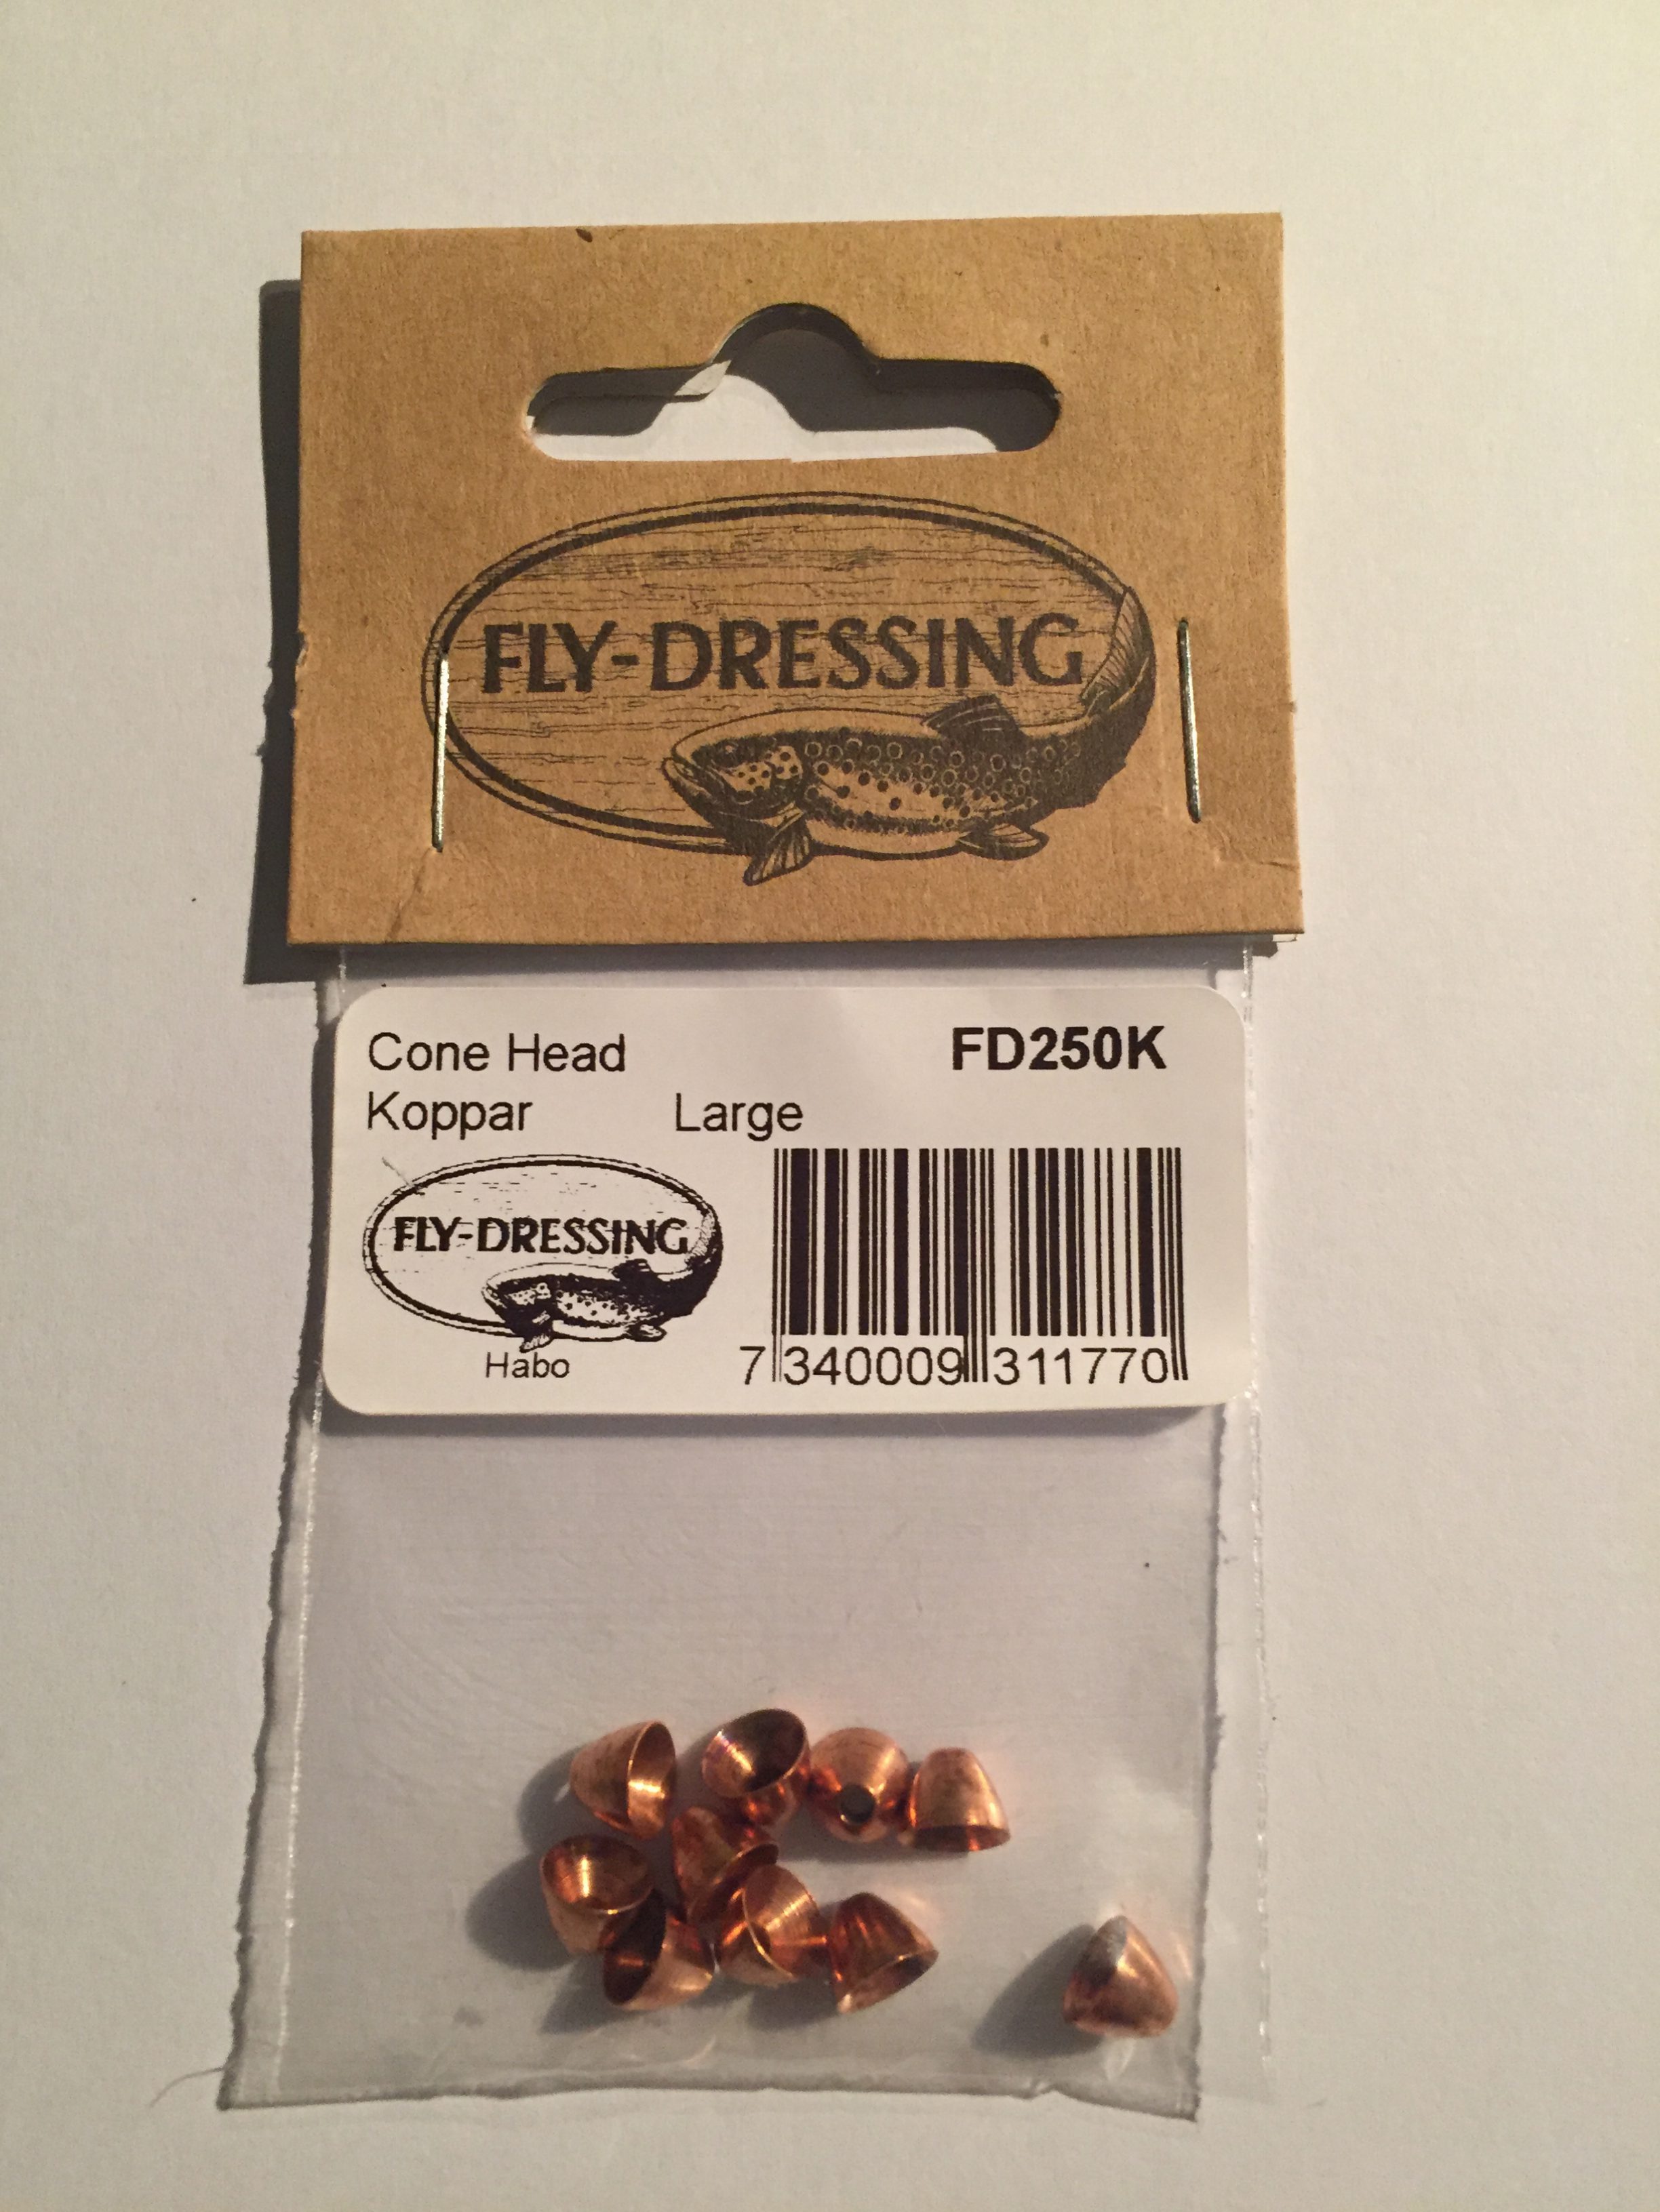 FLY-DRESSING
Cone Head FD250K
Koppar Large
FLY-DRESSING
Habo
7 340009 311770